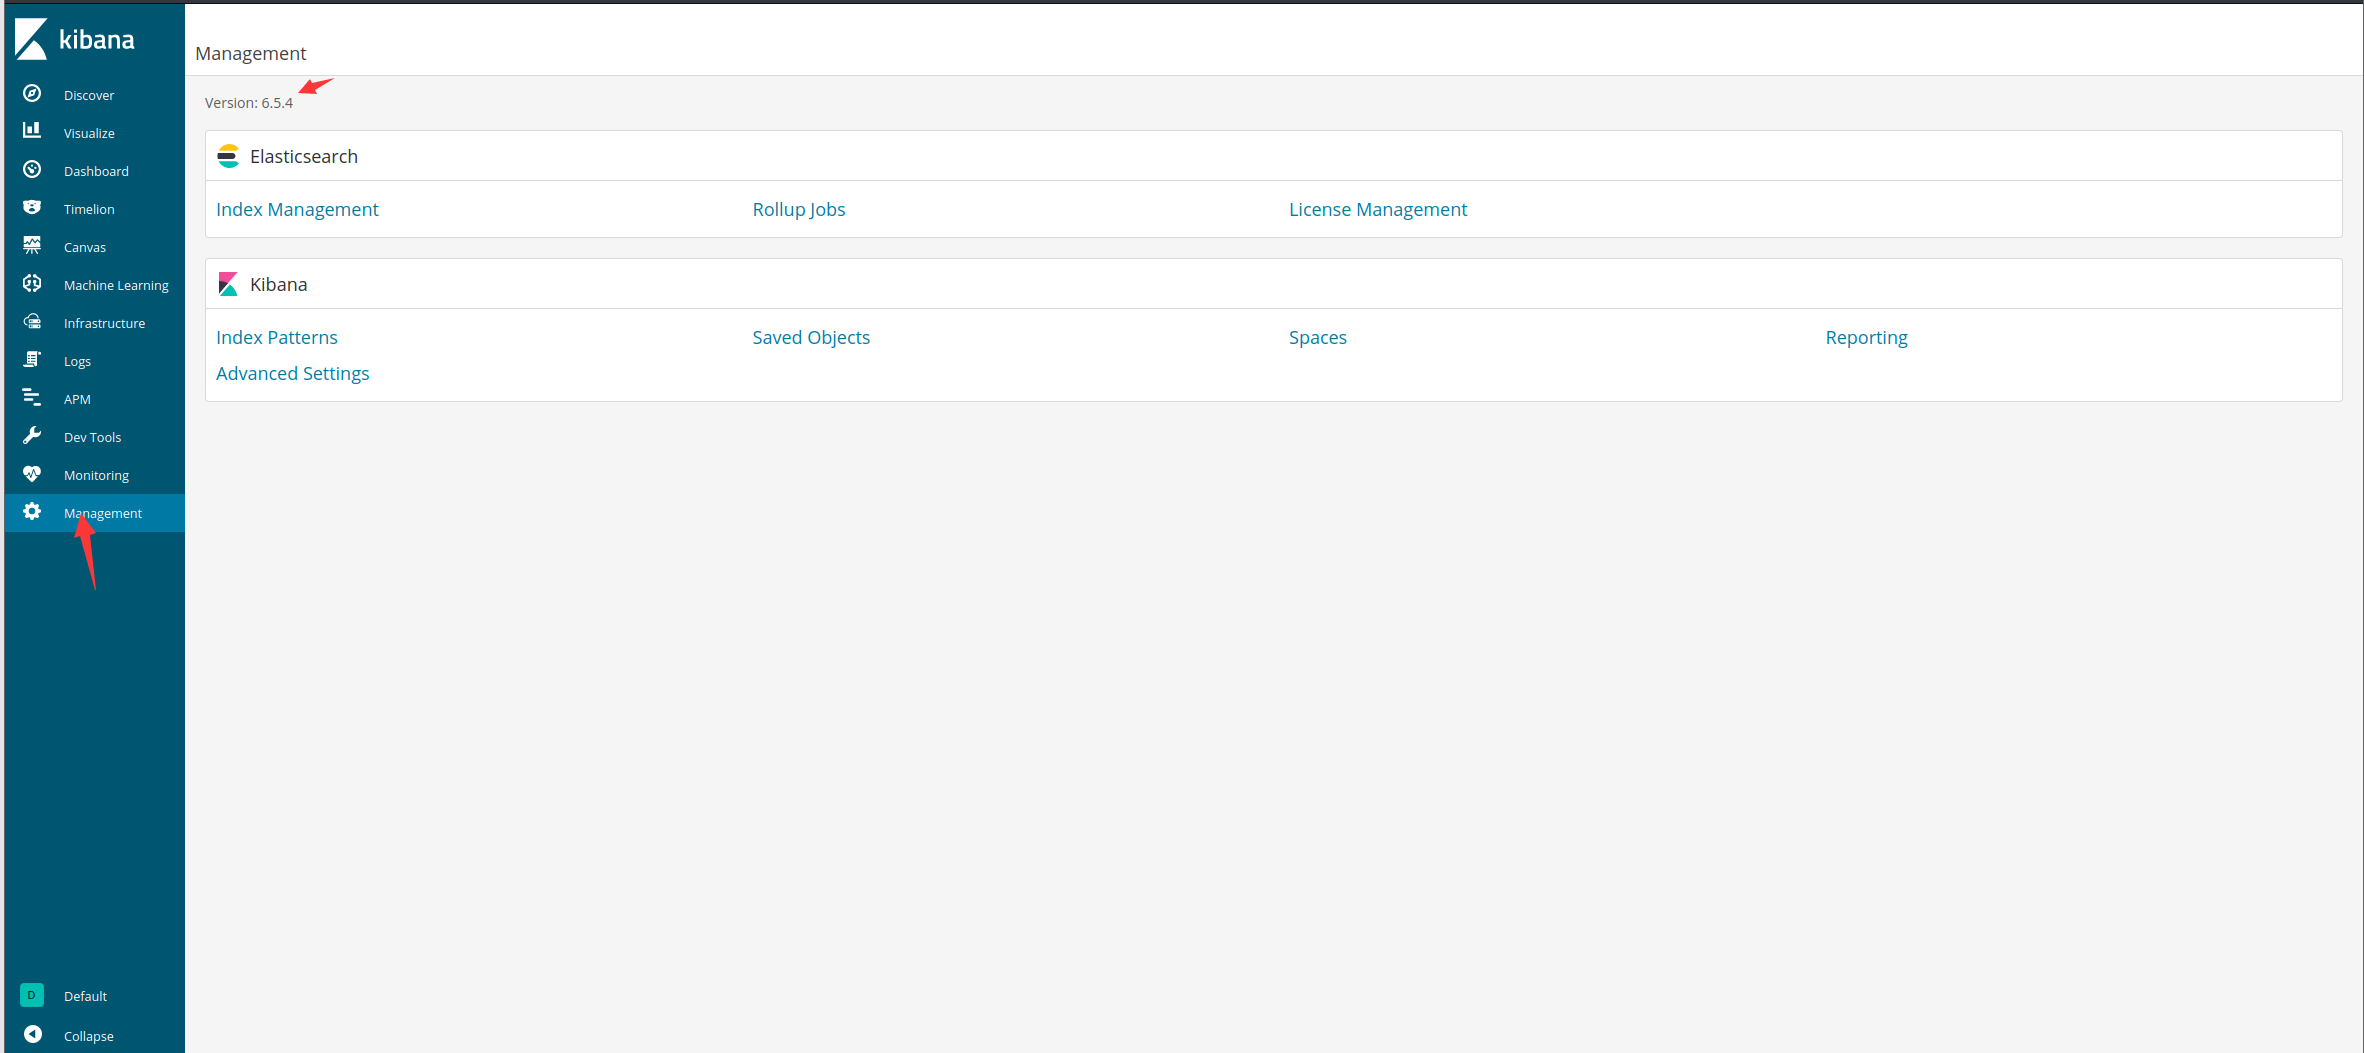 kibana
Discover
Visualize
Dashboard
Timelion
Canvas
Machine Learning
Infrastructure
Logs
APM
Dev Tools
Monitoring
Management
D Default
Collapse
Management
Version: 6.5.4
Elasticsearch
Index Management Rollup Jobs License Management
Kibana
Index Patterns Saved Objects Spaces Reporting
Advanced Settings